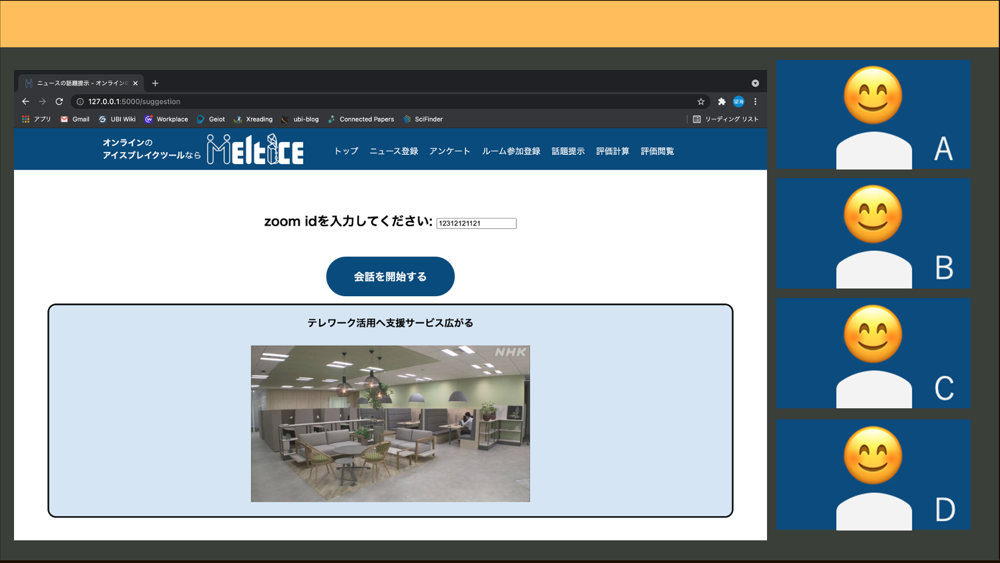 ニュースの話題提示 - オンラインの
127.0.0.1:5000/suggestion
望海
アプリ
Gmail
UBI Wiki
Workplace
Geiot
Xreading
ubi-blog
Connected Papers
SciFinder
リーディング リスト
オンラインの
アイスブレイクツールなら
MeltICE
トップ
ニュース登録
アンケート
ルーム参加登録
話題提示
評価計算
評価閲覧
zoom idを入力してください: 12312121121
会話を開始する
テレワーク活用へ支援サービス広がる
NHK
A
B
C
D